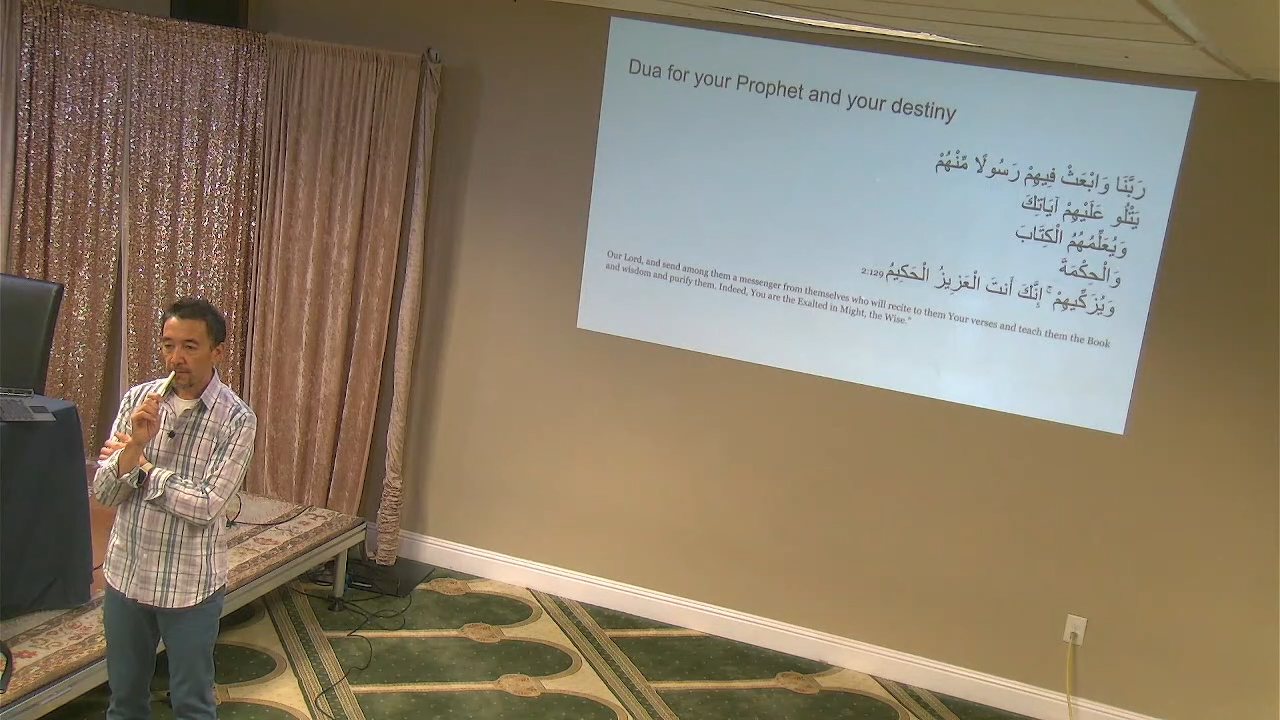 Dua for your Prophet and your destiny
رَبَّنَا وَابْعَثْ فِيهِمْ رَسُولًا مِّنْهُمْ
يَتْلُو عَلَيْهِمْ آيَاتِكَ
وَيُعَلِّمُهُمُ الْكِتَابَ
وَالْحِكْمَةَ
وَيُزَكِّيهِمْ ۚ إِنَّكَ أَنتَ الْعَزِيزُ الْحَكِيمُ 2:129
Our Lord, and send among them a messenger from themselves who will recite to them Your verses and teach them the Book
and wisdom and purify them. Indeed, You are the Exalted in Might, the Wise."